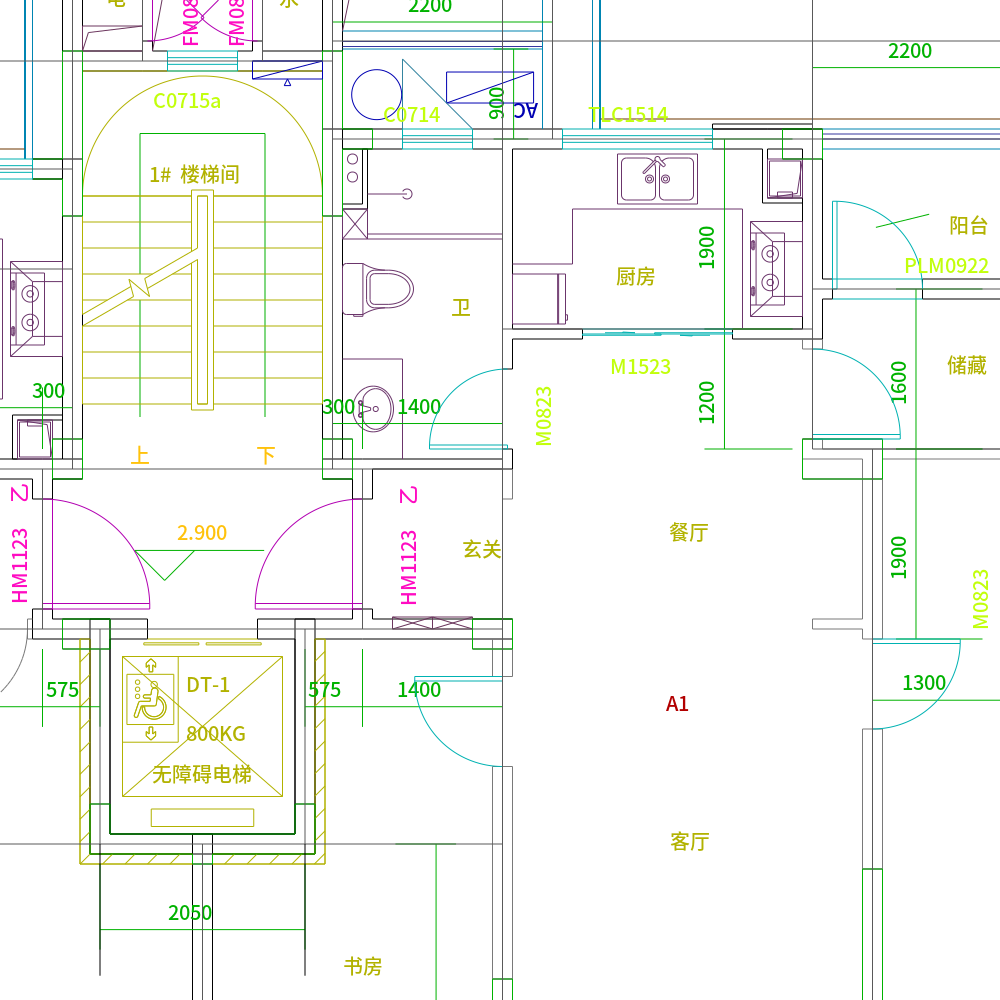 2200
FM08
FM08
2200
C0715a
C0714
900
AC
TLC1514
1# 楼梯间
阳台
PLM0922
1900
厨房
卫
M1523
储藏
1600
300
300
1400
M0823
1200
上
下
乙
HM1123
2.900
乙
HM1123
玄关
餐厅
1900
M0823
575
DT-1
575
1400
1300
A1
800KG
无障碍电梯
客厅
2050
书房